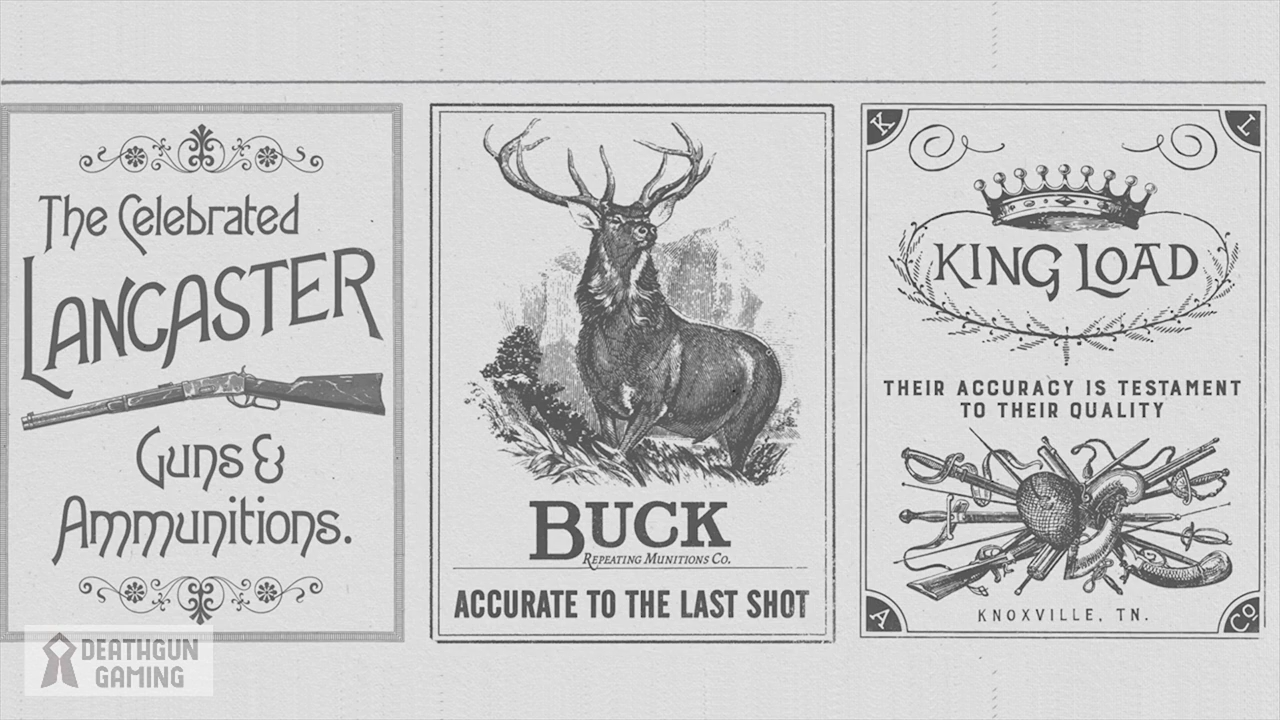 The Celebrated
LANCASTER
Guns &
Ammunitions.
BUCK
REPEATING MUNITIONS CO.
ACCURATE TO THE LAST SHOT
K
L
KING LOAD
THEIR ACCURACY IS TESTAMENT
TO THEIR QUALITY
KNOXVILLE, TN.
A
Co
DEATHGUN
GAMING